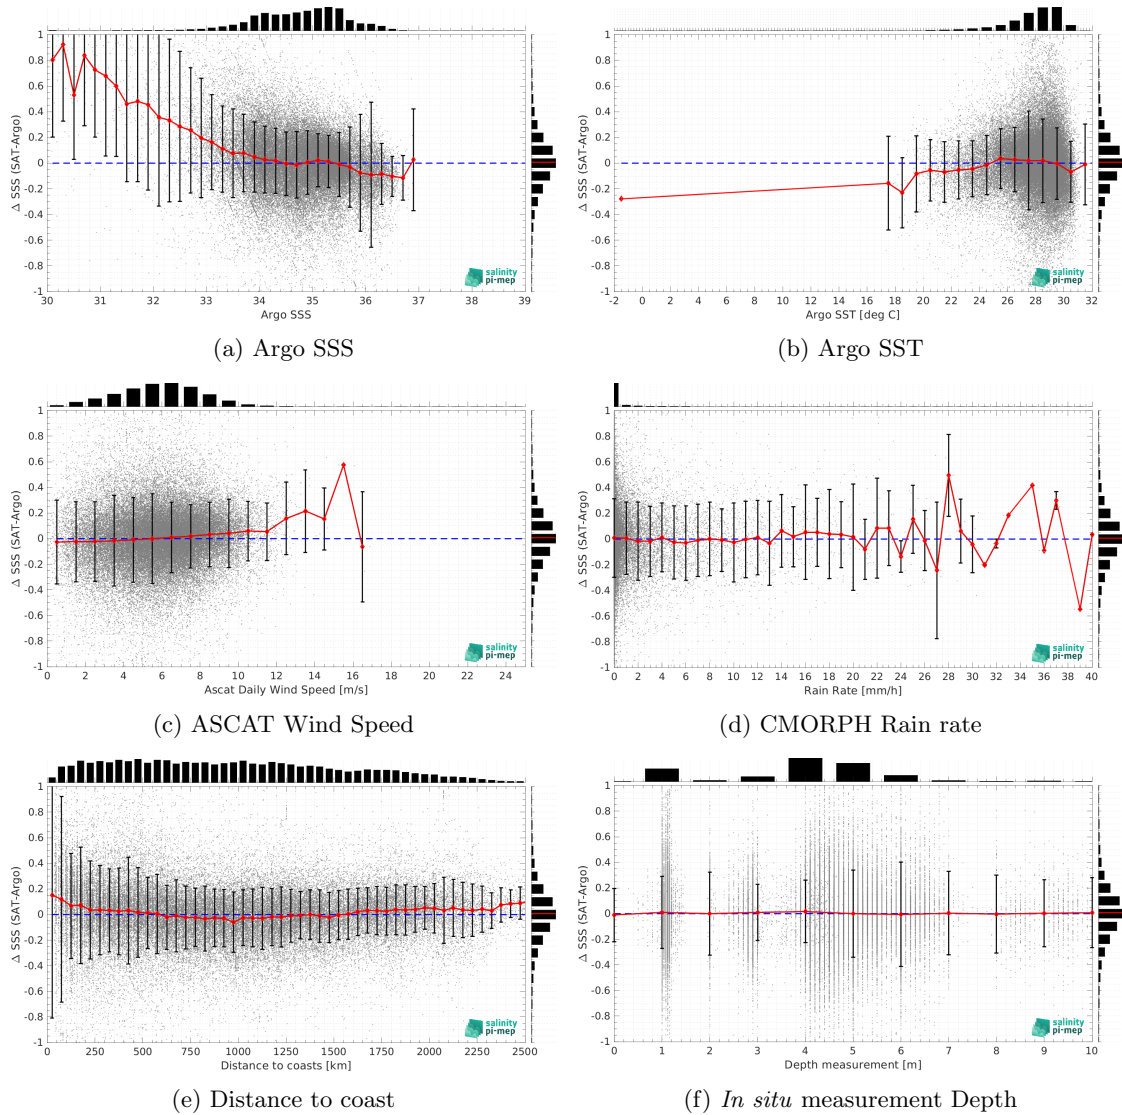 1
0.8
0.6
0.4
0.2
0
-0.2
-0.4
-0.6
-0.8
-1
Δ SSS (SAT-Argo)
30 31 32 33 34 35 36 37 38 39
Argo SSS
salinity
pi-mep
(a) Argo SSS
1
0.8
0.6
0.4
0.2
0
-0.2
-0.4
-0.6
-0.8
-1
Δ SSS (SAT-Argo)
-2 0 2 4 6 8 10 12 14 16 18 20 22 24 26 28 30 32
Argo SST [deg C]
salinity
pi-mep
(b) Argo SST
1
0.8
0.6
0.4
0.2
0
-0.2
-0.4
-0.6
-0.8
-1
Δ SSS (SAT-Argo)
0 2 4 6 8 10 12 14 16 18 20 22 24
Ascat Daily Wind Speed [m/s]
salinity
pi-mep
(c) ASCAT Wind Speed
1
0.8
0.6
0.4
0.2
0
-0.2
-0.4
-0.6
-0.8
-1
Δ SSS (SAT-Argo)
0 2 4 6 8 10 12 14 16 18 20 22 24 26 28 30 32 34 36 38 40
Rain Rate [mm/h]
salinity
pi-mep
(d) CMORPH Rain rate
1
0.8
0.6
0.4
0.2
0
-0.2
-0.4
-0.6
-0.8
-1
Δ SSS (SAT-Argo)
0 250 500 750 1000 1250 1500 1750 2000 2250 2500
Distance to coasts [km]
salinity
pi-mep
(e) Distance to coast
1
0.8
0.6
0.4
0.2
0
-0.2
-0.4
-0.6
-0.8
-1
Δ SSS (SAT-Argo)
0 1 2 3 4 5 6 7 8 9 10
Depth measurement [m]
salinity
pi-mep
(f) In situ measurement Depth